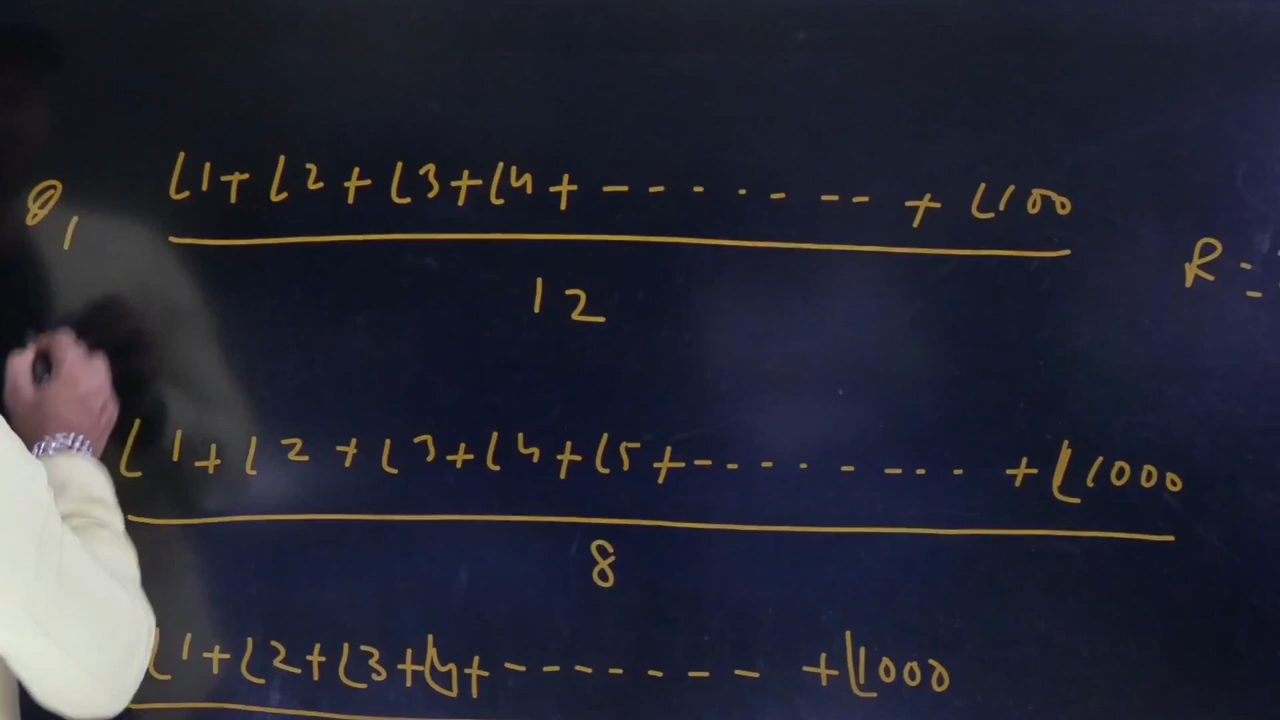 Q1 L1 + L2 + L3 + L4 + - - - - - - - - - + L100
12
R =
L1 + L2 + L3 + L4 + L5 + - - - - - - - - - + L1000
8
L1 + L2 + L3 + L4 + - - - - - - - + L1000